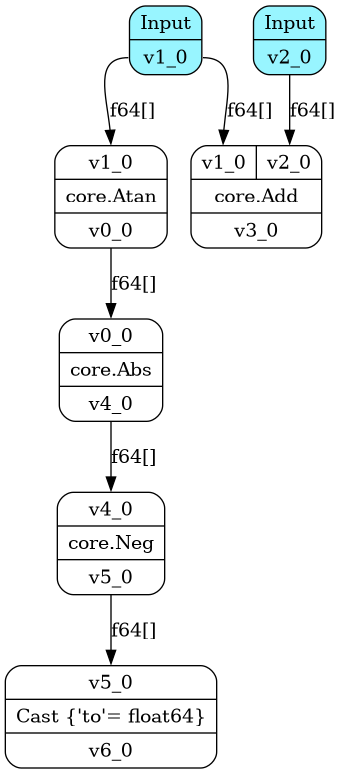 Input
v1_0
Input
v2_0
f64[]
f64[]
f64[]
v1_0
core.Atan
v0_0
v1_0 v2_0
core.Add
v3_0
f64[]
v0_0
core.Abs
v4_0
f64[]
v4_0
core.Neg
v5_0
f64[]
v5_0
Cast {'to'= float64}
v6_0